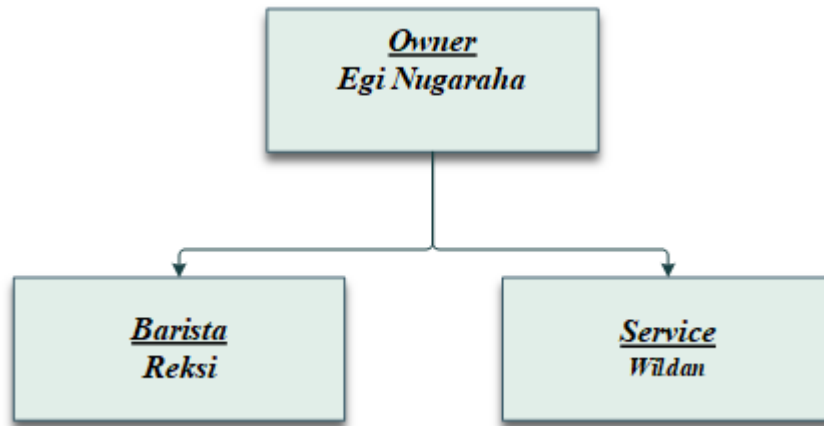 Owner
Egi Nugaraha
Barista
Reksi
Service
Wildan